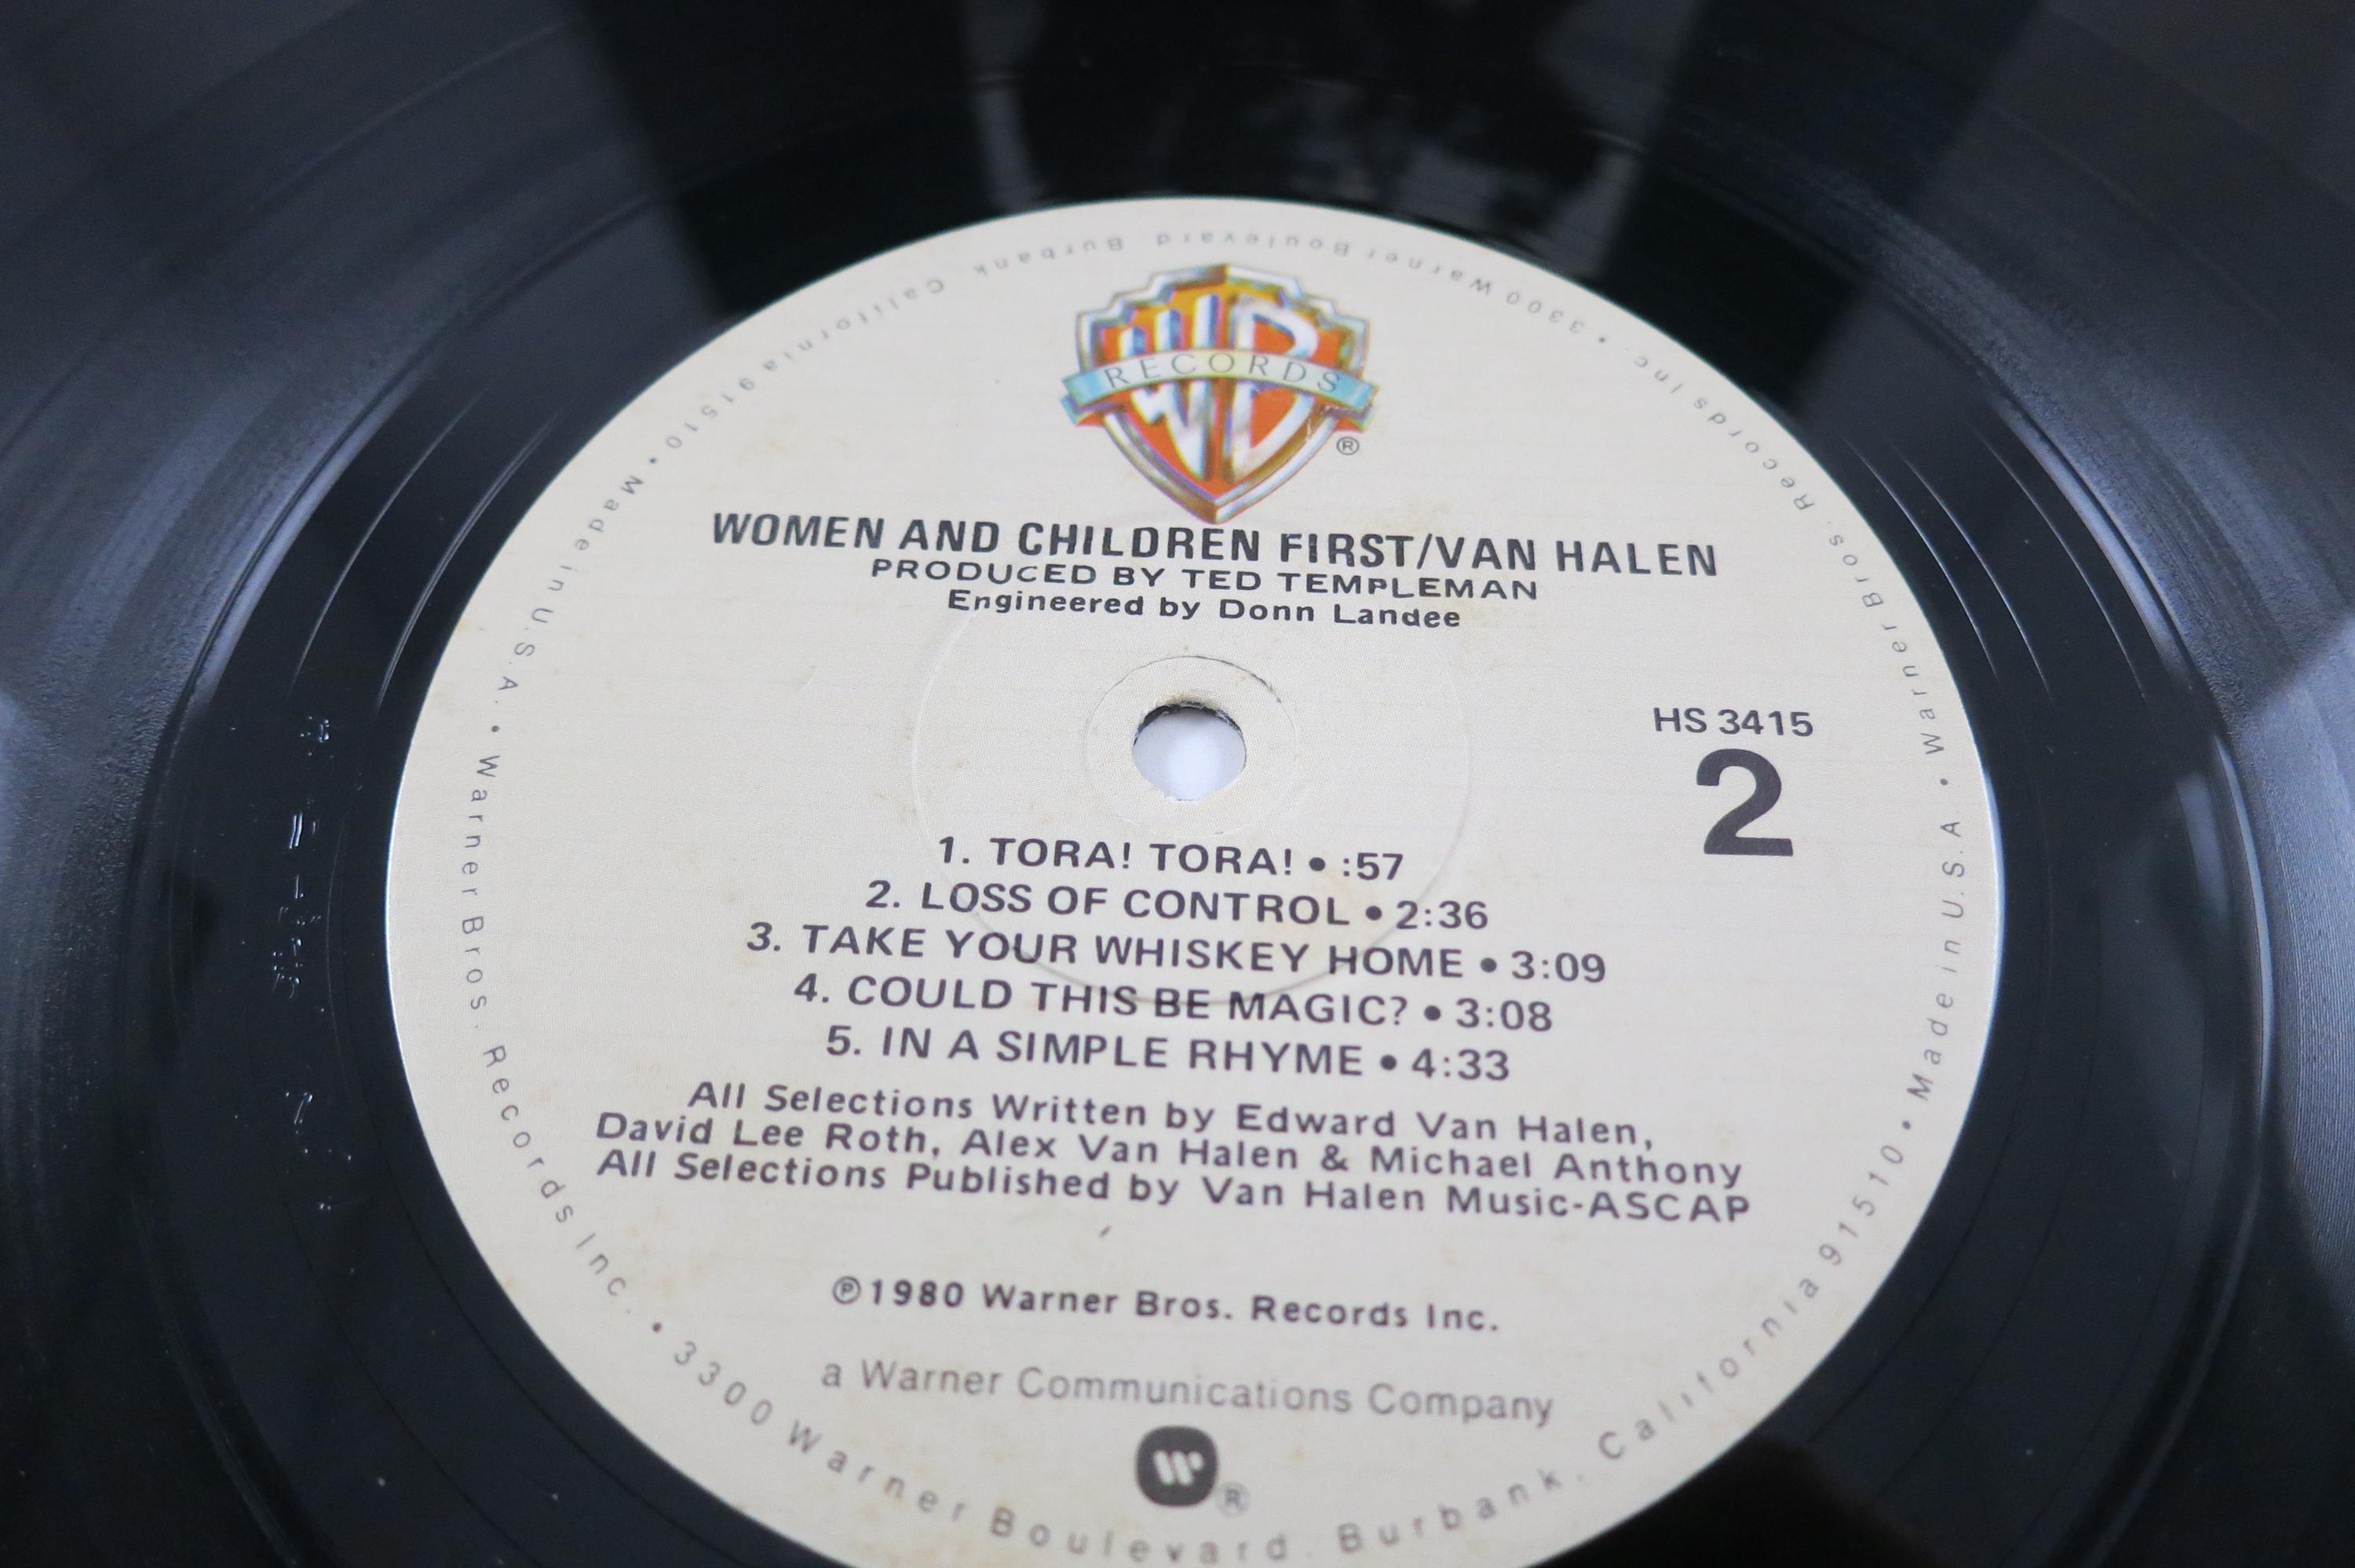 WB
RECORDS
®
WOMEN AND CHILDREN FIRST/VAN HALEN
PRODUCED BY TED TEMPLEMAN
Engineered by Donn Landee
HS 3415
2
1. TORA! TORA! • :57
2. LOSS OF CONTROL • 2:36
3. TAKE YOUR WHISKEY HOME • 3:09
4. COULD THIS BE MAGIC? • 3:08
5. IN A SIMPLE RHYME • 4:33
All Selections Written by Edward Van Halen,
David Lee Roth, Alex Van Halen & Michael Anthony
All Selections Published by Van Halen Music-ASCAP
℗1980 Warner Bros. Records Inc.
a Warner Communications Company
W®
Warner Bros. Records Inc. • 3300 Warner Boulevard. Burbank. California 91510 • Made in U.S.A. • Warner Bros. Records Inc. • 3300 Warner Boulevard Burbank California 91510 • Made in U.S.A. •